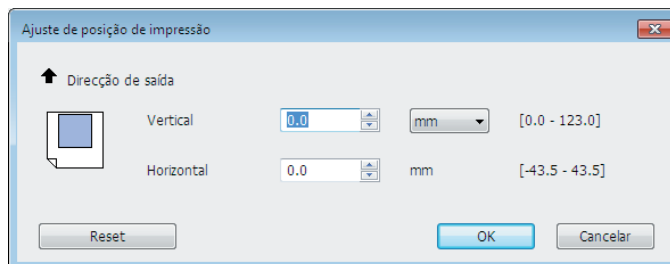 Ajuste de posição de impressão
Direcção de saída
Vertical 0.0 mm [0.0 - 123.0]
Horizontal 0.0 mm [-43.5 - 43.5]
Reset OK Cancelar